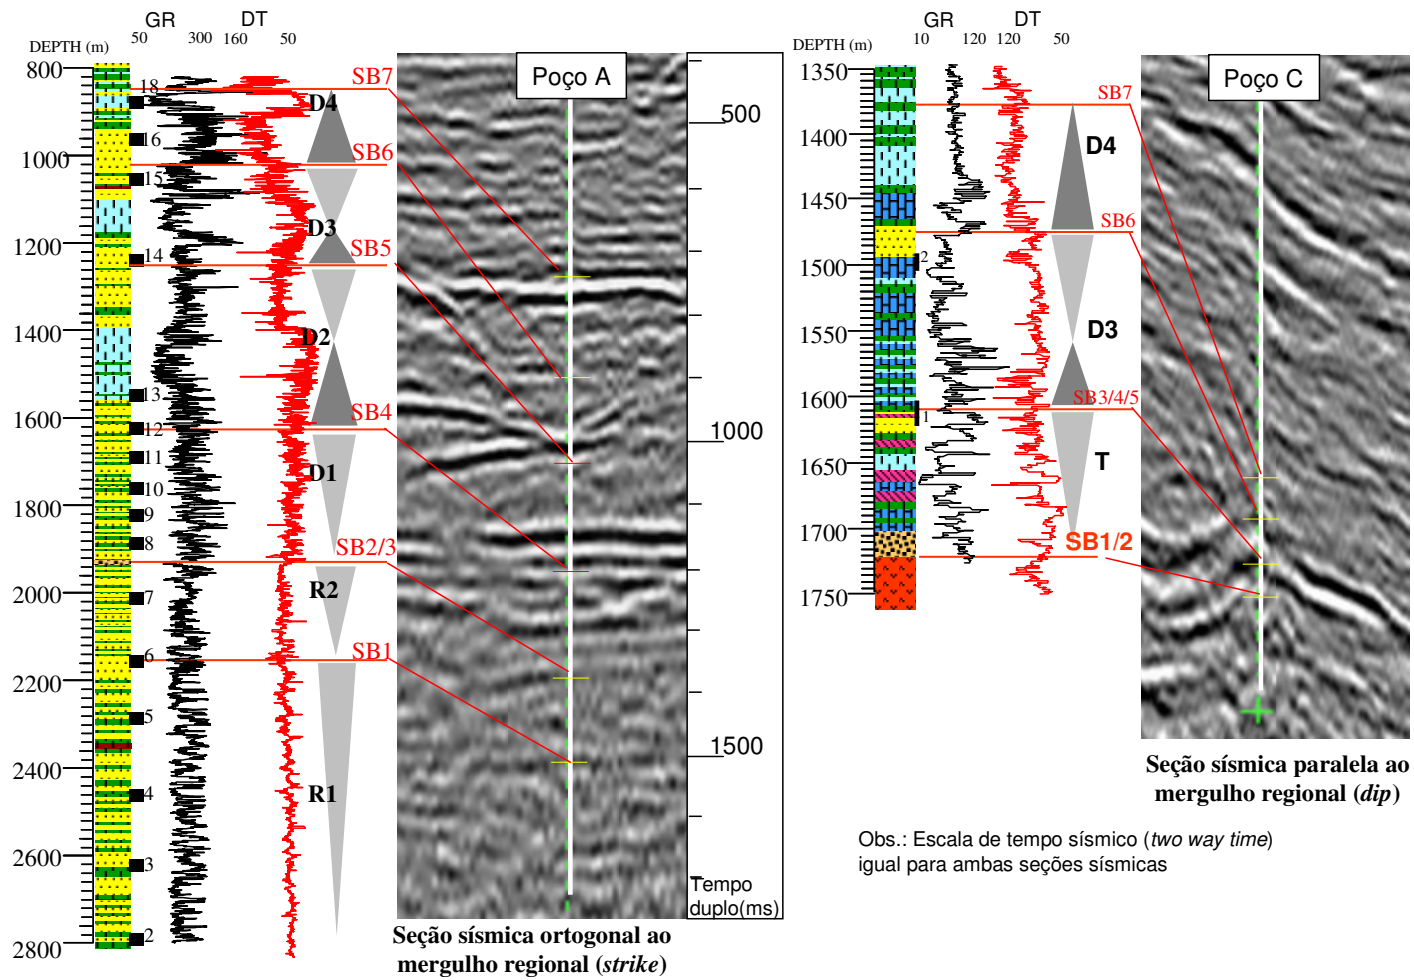 GR DT
DEPTH (m) 50 300 160 50
800
1000
1200
1400
1600
1800
2000
2200
2400
2600
2800
18
16
15
14
13
12
11
10
9
8
7
6
5
4
3
2
SB7
D4
SB6
D3
SB5
D2
SB4
D1
SB2/3
R2
SB1
R1
Poço A
500
1000
1500
Tempo
duplo(ms)
Seção sísmica ortogonal ao
mergulho regional (strike)
GR DT
DEPTH (m) 10 120 120 50
1350
1400
1450
1500
1550
1600
1650
1700
1750
2
1
SB7
D4
SB6
D3
SB3/4/5
T
SB1/2
Poço C
Seção sísmica paralela ao
mergulho regional (dip)
Obs.: Escala de tempo sísmico (two way time)
igual para ambas seções sísmicas